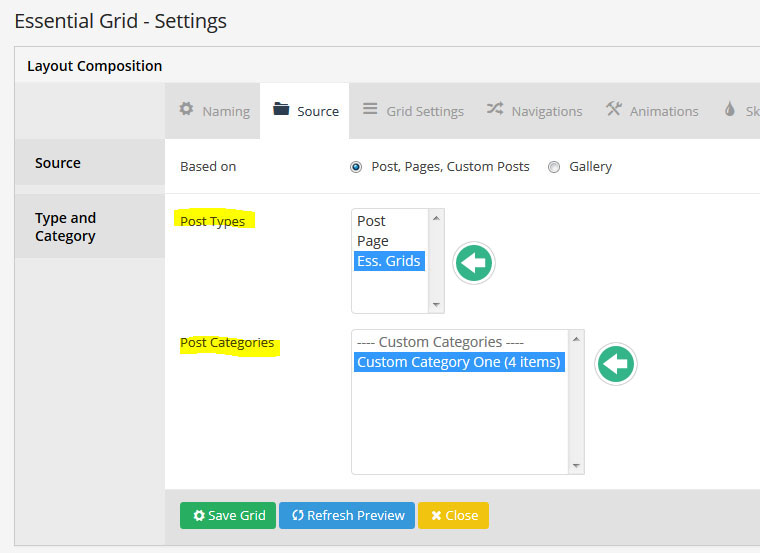 Essential Grid - Settings
Layout Composition
Naming Source Grid Settings Navigations Animations Sk
Source Based on Post, Pages, Custom Posts Gallery
Type and Category
Post Types
Post
Page
Ess. Grids
Post Categories
---- Custom Categories ----
Custom Category One (4 items)
Save Grid Refresh Preview Close